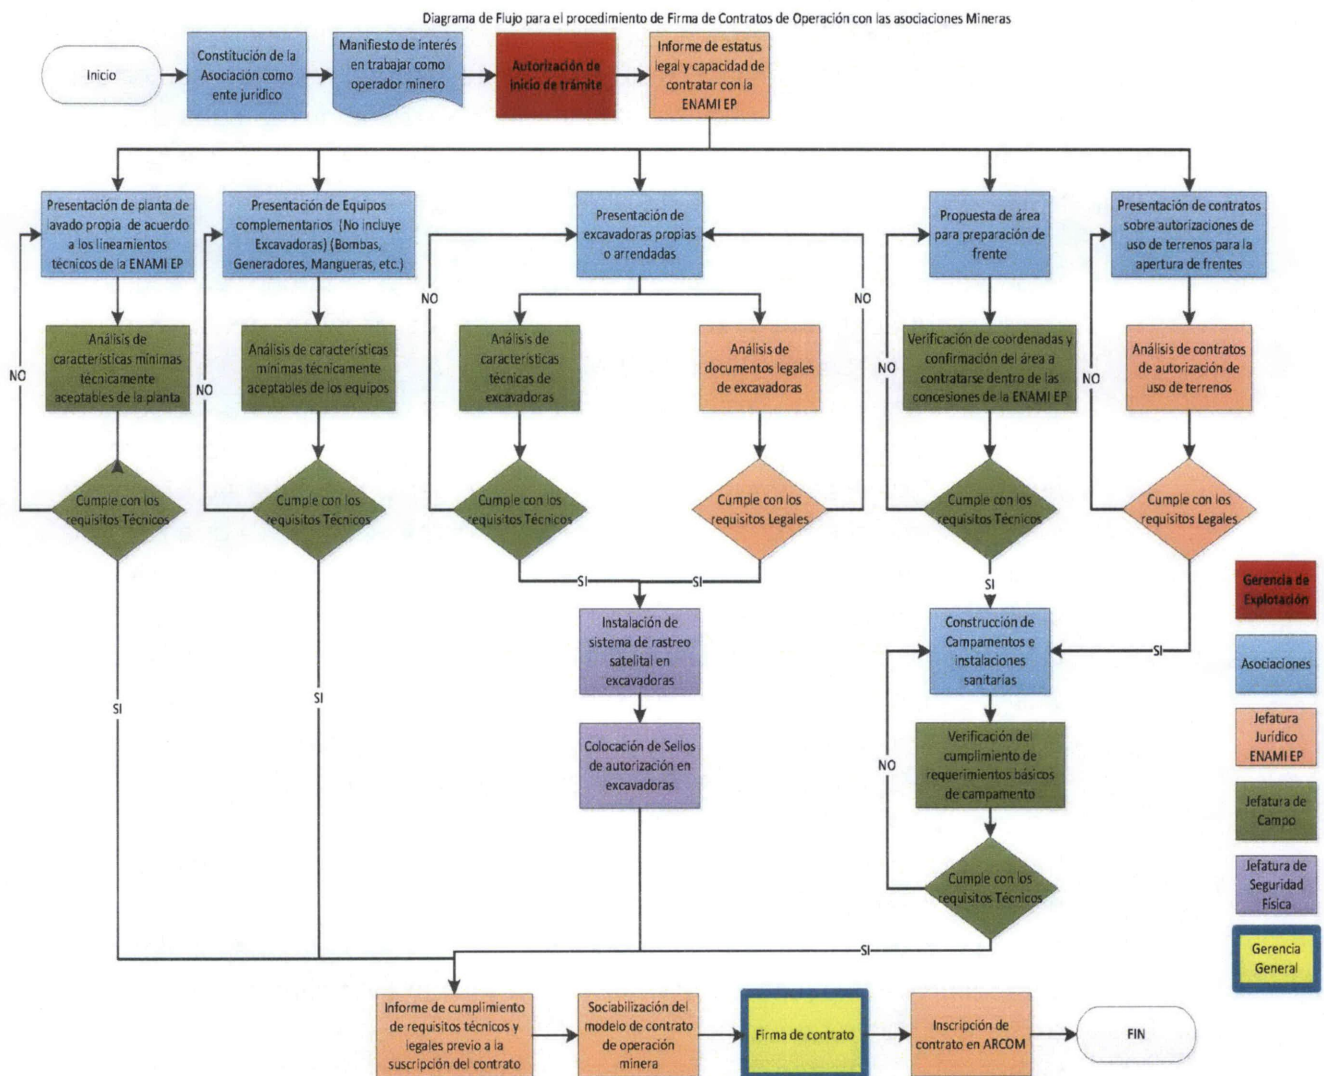 Diagrama de Flujo para el procedimiento de Firma de Contratos de Operación con las asociaciones Mineras
Inicio
Constitución de la
Asociación como
ente jurídico
Manifiesto de interés
en trabajar como
operador minero
Autorización de
inicio de trámite
Informe de estatus
legal y capacidad de
contratar con la
ENAMI EP
Presentación de planta de
lavado propia de acuerdo
a los lineamientos
técnicos de la ENAMI EP
Presentación de Equipos
complementarios (No incluye
Excavadoras) (Bombas,
Generadores, Mangueras, etc.)
Presentación de
excavadoras propias
o arrendadas
Propuesta de área
para preparación de
frente
Presentación de contratos
sobre autorizaciones de
uso de terrenos para la
apertura de frentes
NO
NO
NO
NO
NO
NO
Análisis de
características mínimas
técnicamente
aceptables de la planta
Análisis de características
mínimas técnicamente
aceptables de los equipos
Análisis de
características
técnicas de
excavadoras
Análisis de
documentos legales
de excavadoras
Verificación de coordenadas y
confirmación del área a
contratarse dentro de las
concesiones de la ENAMI EP
Análisis de contratos
de autorización de
uso de terrenos
Cumple con los
requisitos Técnicos
Cumple con los
requisitos Técnicos
Cumple con los
requisitos Técnicos
Cumple con los
requisitos Legales
Cumple con los
requisitos Técnicos
Cumple con los
requisitos Legales
SI
SI
SI
SI
SI
SI
Instalación de
sistema de rastreo
satelital en
excavadoras
Colocación de Sellos
de autorización en
excavadoras
Construcción de
Campamentos e
instalaciones
sanitarias
Verificación del
cumplimiento de
requerimientos básicos
de campamento
NO
Cumple con los
requisitos Técnicos
SI
Gerencia de
Explotación
Asociaciones
Jefatura
Jurídico
ENAMI EP
Jefatura de
Campo
Jefatura de
Seguridad
Física
Gerencia
General
Informe de cumplimiento
de requisitos técnicos y
legales previo a la
suscripción del contrato
Sociabilización del
modelo de contrato
de operación
minera
Firma de contrato
Inscripción de
contrato en ARCOM
FIN